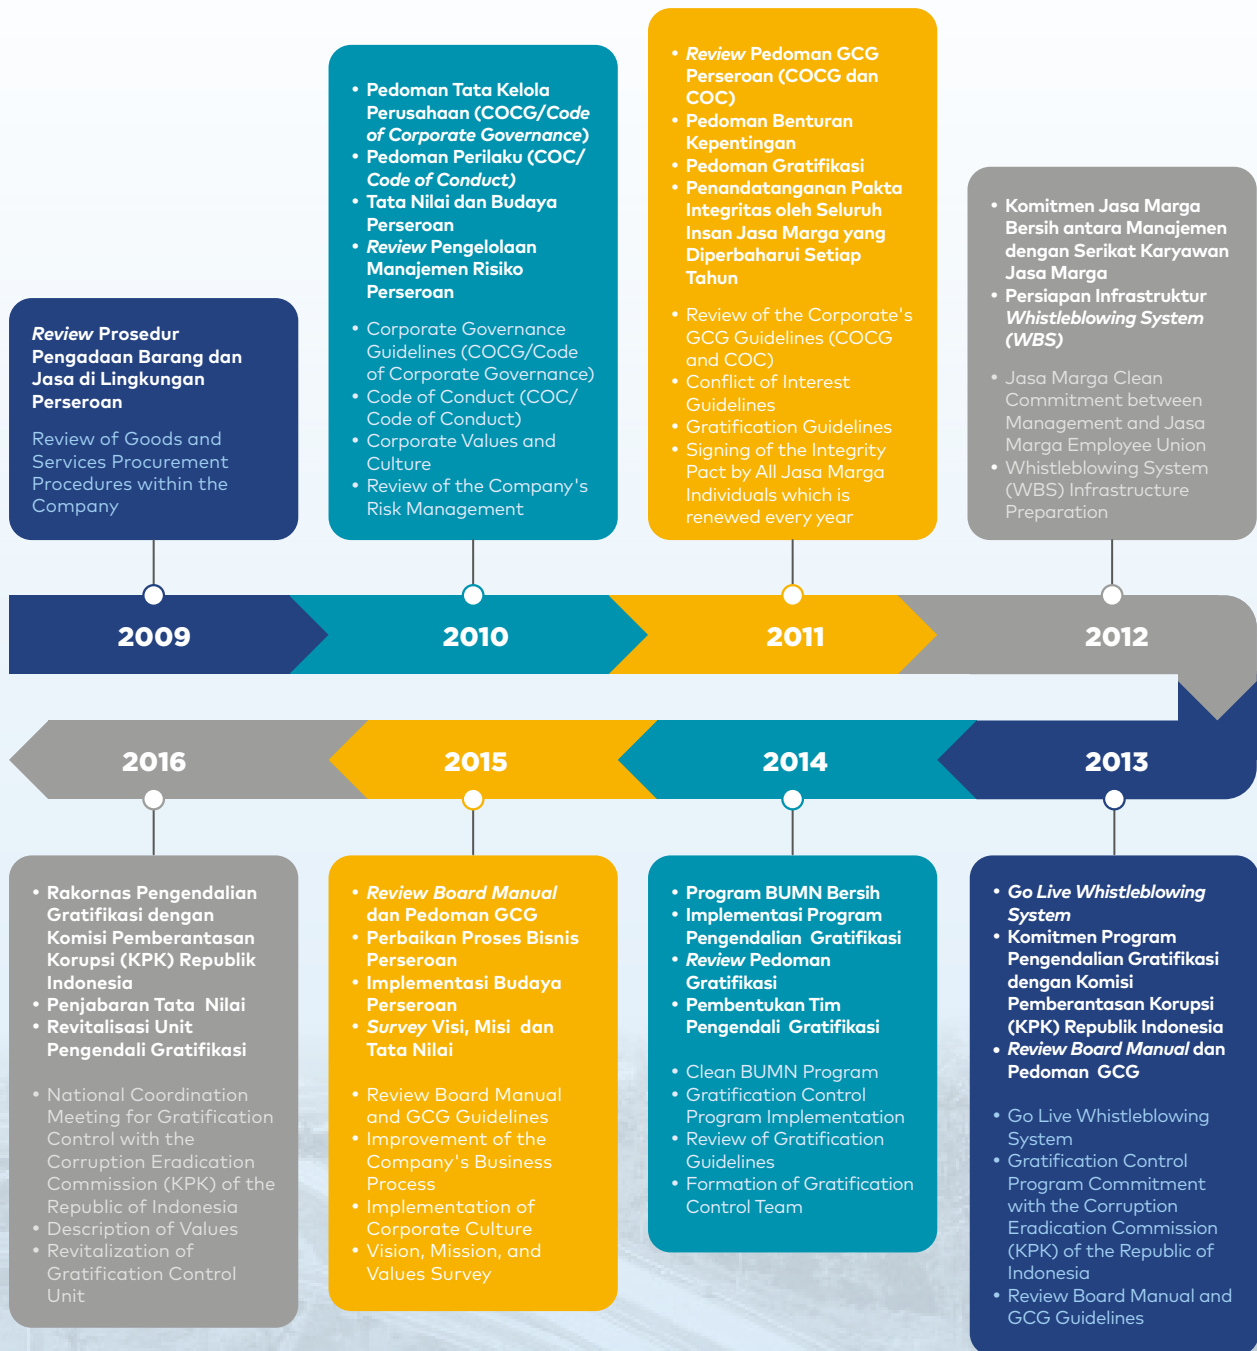 Review Prosedur
Pengadaan Barang dan
Jasa di Lingkungan
Perseroan
Review of Goods and
Services Procurement
Procedures within the
Company
• Pedoman Tata Kelola
Perusahaan (COCG/Code
of Corporate Governance)
• Pedoman Perilaku (COC/
Code of Conduct)
• Tata Nilai dan Budaya
Perseroan
• Review Pengelolaan
Manajemen Risiko
Perseroan
• Corporate Governance
Guidelines (COCG/Code
of Corporate Governance)
• Code of Conduct (COC/
Code of Conduct)
• Corporate Values and
Culture
• Review of the Company's
Risk Management
• Review Pedoman GCG
Perseroan (COCG dan
COC)
• Pedoman Benturan
Kepentingan
• Pedoman Gratifikasi
• Penandatanganan Pakta
Integritas oleh Seluruh
Insan Jasa Marga yang
Diperbaharui Setiap
Tahun
• Review of the Corporate's
GCG Guidelines (COCG
and COC)
• Conflict of Interest
Guidelines
• Gratification Guidelines
• Signing of the Integrity
Pact by All Jasa Marga
Individuals which is
renewed every year
• Komitmen Jasa Marga
Bersih antara Manajemen
dengan Serikat Karyawan
Jasa Marga
• Persiapan Infrastruktur
Whistleblowing System
(WBS)
• Jasa Marga Clean
Commitment between
Management and Jasa
Marga Employee Union
• Whistleblowing System
(WBS) Infrastructure
Preparation
2009
2010
2011
2012
2016
2015
2014
2013
• Rakornas Pengendalian
Gratifikasi dengan
Komisi Pemberantasan
Korupsi (KPK) Republik
Indonesia
• Penjabaran Tata Nilai
• Revitalisasi Unit
Pengendali Gratifikasi
• National Coordination
Meeting for Gratification
Control with the
Corruption Eradication
Commission (KPK) of the
Republic of Indonesia
• Description of Values
• Revitalization of
Gratification Control
Unit
• Review Board Manual
dan Pedoman GCG
• Perbaikan Proses Bisnis
Perseroan
• Implementasi Budaya
Perseroan
• Survey Visi, Misi dan
Tata Nilai
• Review Board Manual
and GCG Guidelines
• Improvement of the
Company's Business
Process
• Implementation of
Corporate Culture
• Vision, Mission, and
Values Survey
• Program BUMN Bersih
• Implementasi Program
Pengendalian Gratifikasi
• Review Pedoman
Gratifikasi
• Pembentukan Tim
Pengendali Gratifikasi
• Clean BUMN Program
• Gratification Control
Program Implementation
• Review of Gratification
Guidelines
• Formation of Gratification
Control Team
• Go Live Whistleblowing
System
• Komitmen Program
Pengendalian Gratifikasi
dengan Komisi
Pemberantasan Korupsi
(KPK) Republik Indonesia
• Review Board Manual dan
Pedoman GCG
• Go Live Whistleblowing
System
• Gratification Control
Program Commitment
with the Corruption
Eradication Commission
(KPK) of the Republic of
Indonesia
• Review Board Manual and
GCG Guidelines